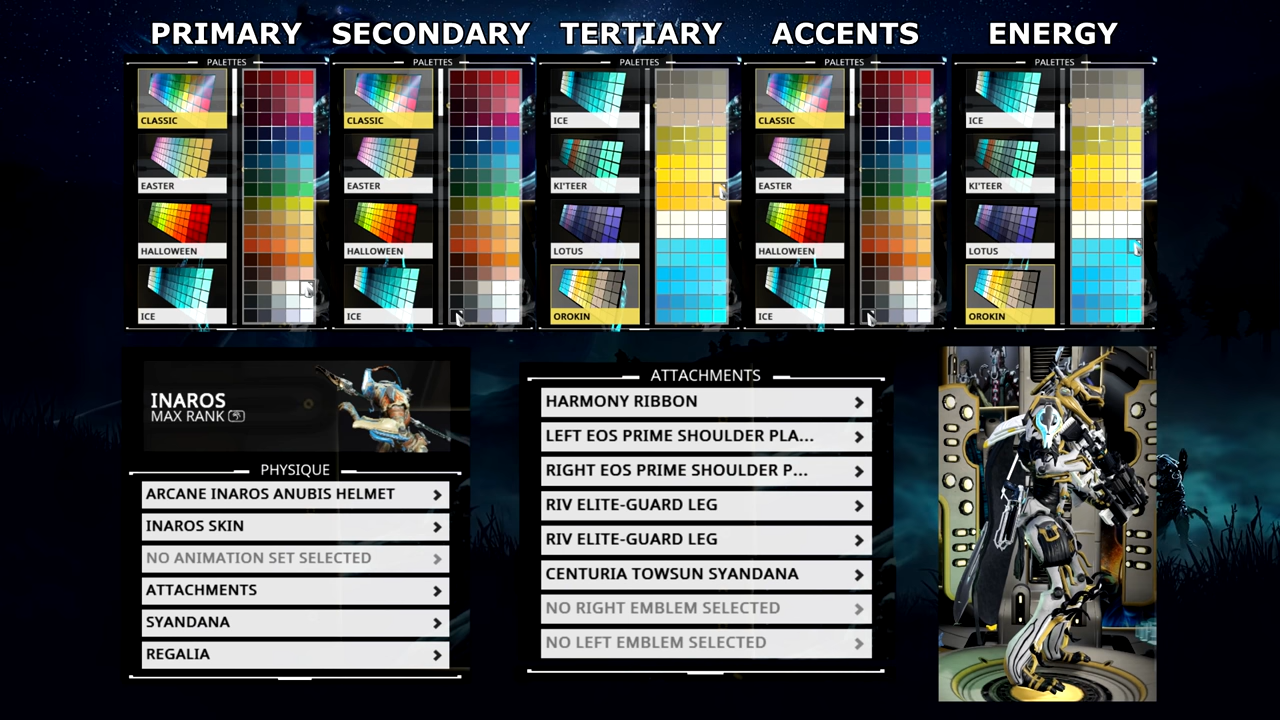 PRIMARY SECONDARY TERTIARY ACCENTS ENERGY
PALETTES PALETTES PALETTES PALETTES PALETTES
CLASSIC CLASSIC ICE CLASSIC ICE
EASTER EASTER KI'TEER EASTER KI'TEER
HALLOWEEN HALLOWEEN LOTUS HALLOWEEN LOTUS
ICE ICE OROKIN ICE OROKIN
INAROS
MAX RANK
PHYSIQUE
ARCANE INAROS ANUBIS HELMET
INAROS SKIN
NO ANIMATION SET SELECTED
ATTACHMENTS
SYANDANA
REGALIA
ATTACHMENTS
HARMONY RIBBON
LEFT EOS PRIME SHOULDER PLA...
RIGHT EOS PRIME SHOULDER P...
RIV ELITE-GUARD LEG
RIV ELITE-GUARD LEG
CENTURIA TOWSUN SYANDANA
NO RIGHT EMBLEM SELECTED
NO LEFT EMBLEM SELECTED